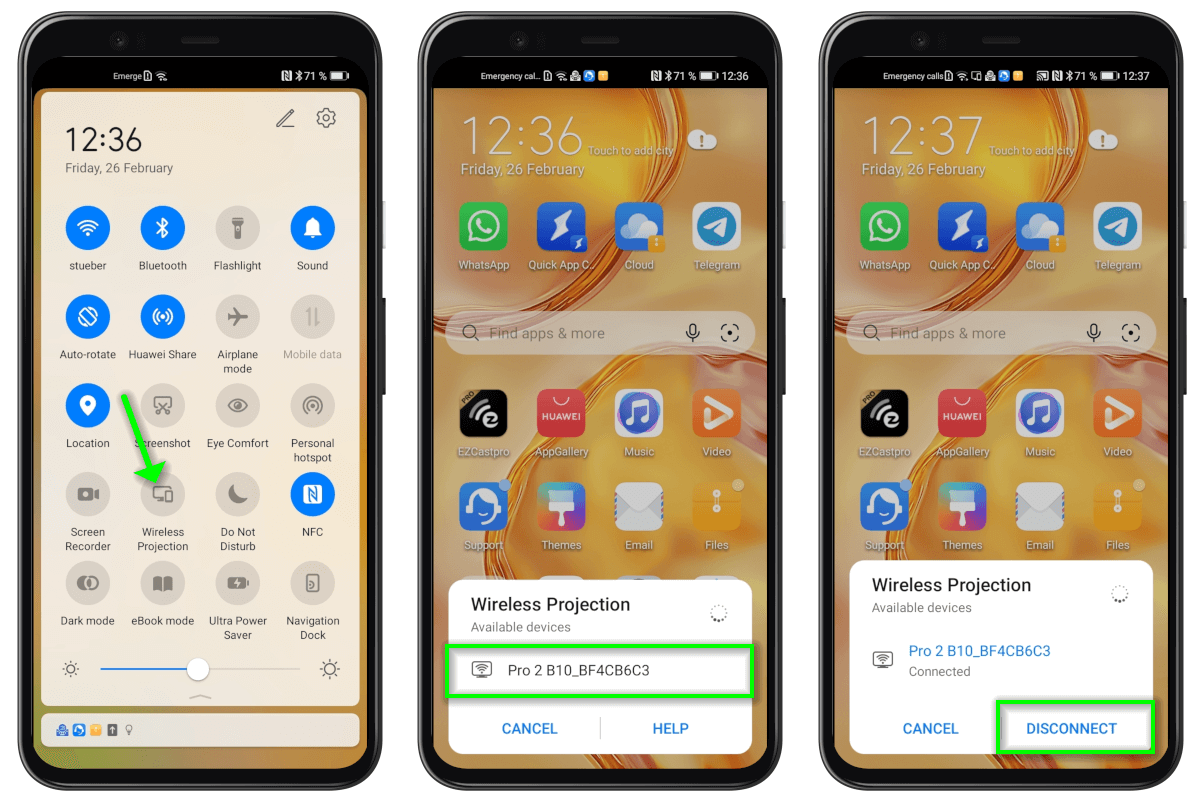 Emerge 71 %
12:36
Friday, 26 February
stueber Bluetooth Flashlight Sound
Auto-rotate Huawei Share Airplane mode Mobile data
Location Screenshot Eye Comfort Personal hotspot
Screen Recorder Wireless Projection Do Not Disturb NFC
Dark mode eBook mode Ultra Power Saver Navigation Dock
Emergency cal... 71 % 12:36
12:36 Touch to add city
Friday, 26 February
WhatsApp Quick App C.. Cloud Telegram
Find apps & more
PRO HUAWEI
EZCastpro AppGallery Music Video
Support Themes Email Files
Wireless Projection
Available devices
Pro 2 B10_BF4CB6C3
CANCEL HELP
Emergency calls 71 % 12:37
12:37 Touch to add city
Friday, 26 February
WhatsApp Quick App C.. Cloud Telegram
Find apps & more
PRO HUAWEI
EZCastpro AppGallery Music Video
Support Themes Email Files
Wireless Projection
Available devices
Pro 2 B10_BF4CB6C3
Connected
CANCEL DISCONNECT